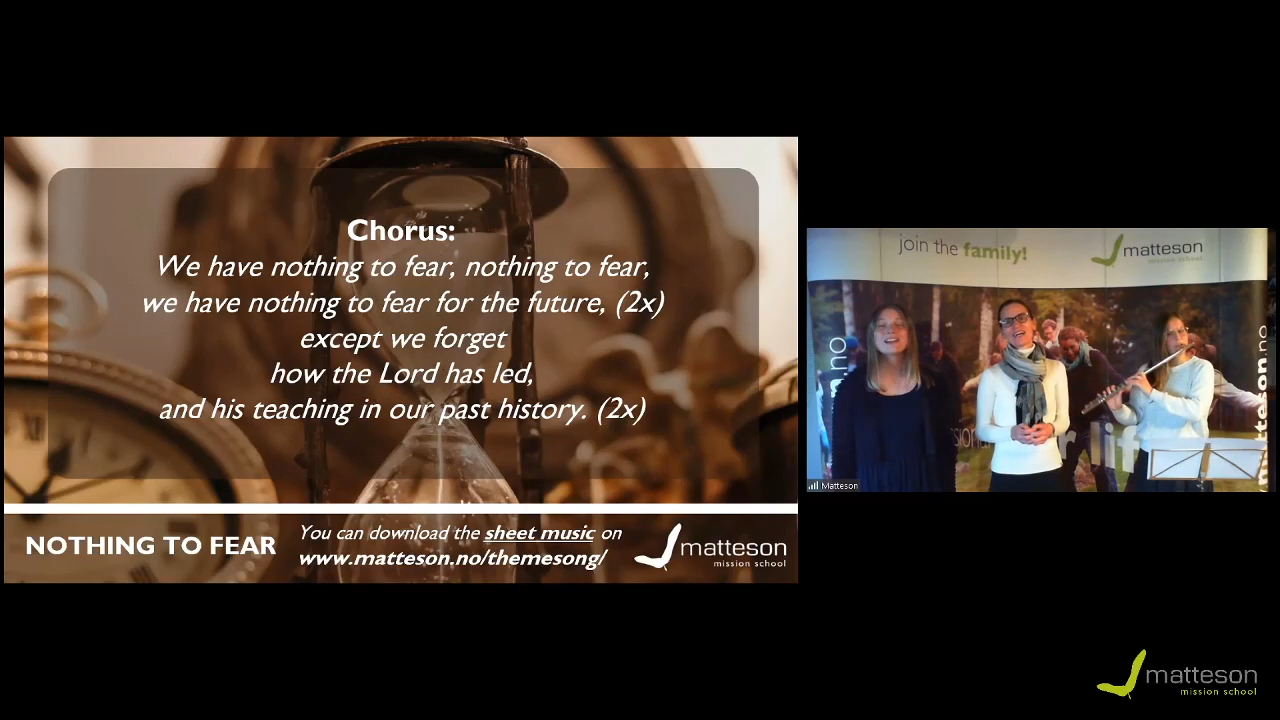 Chorus:
We have nothing to fear, nothing to fear,
we have nothing to fear for the future, (2x)
except we forget
how the Lord has led,
and his teaching in our past history. (2x)
NOTHING TO FEAR
You can download the sheet music on
www.matteson.no/themesong/
matteson
mission school
join the family!
matteson
mission school
n.no
matteson.no
Matteson
matteson
mission school